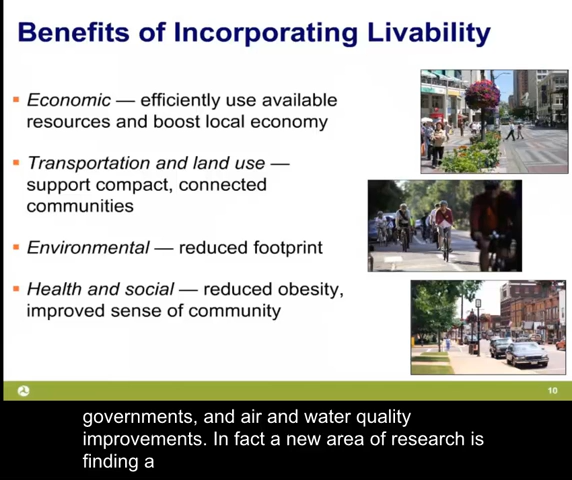 Benefits of Incorporating Livability
▪ Economic — efficiently use available
resources and boost local economy
▪ Transportation and land use —
support compact, connected
communities
▪ Environmental — reduced footprint
▪ Health and social — reduced obesity,
improved sense of community
10
governments, and air and water quality
improvements. In fact a new area of research is
finding a